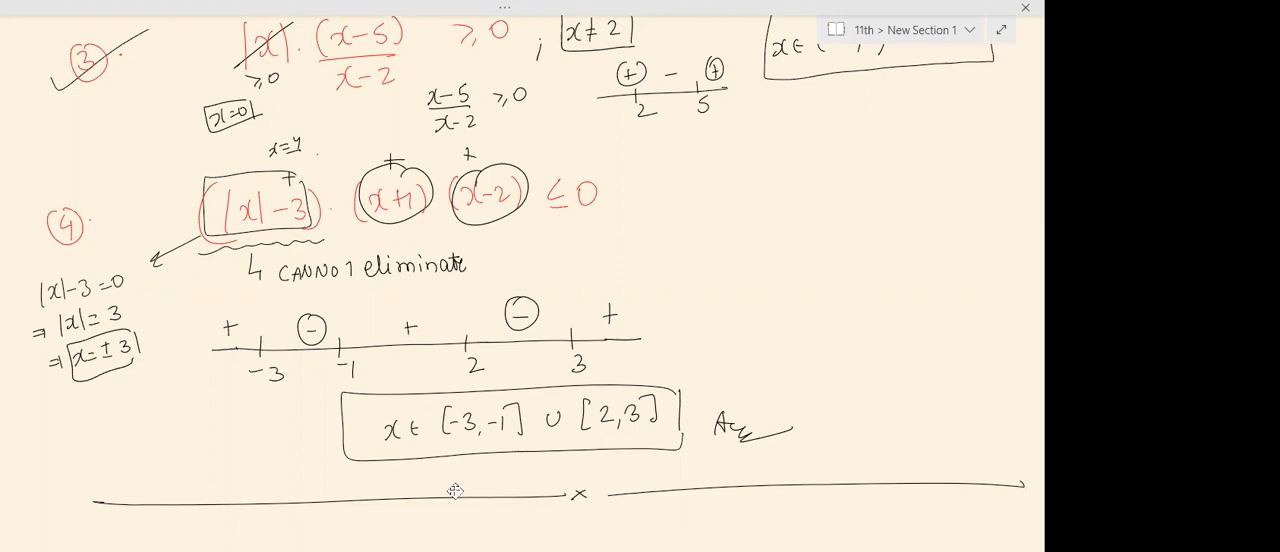 11th > New Section 1
③ |x| · (x-5)/(x-2) ≥ 0 ; x ≠ 2
≥ 0
x = 0
(x-5)/(x-2) ≥ 0
+ - +
2 5
x ∈
x = 4
+ + +
④ (|x| - 3) · (x+1) (x-2) ≤ 0
↳ CANNOT eliminate
|x| - 3 = 0
⇒ |x| = 3
⇒ x = ± 3
+ - + - +
-3 -1 2 3
x ∈ [-3, -1] ∪ [2, 3]
x